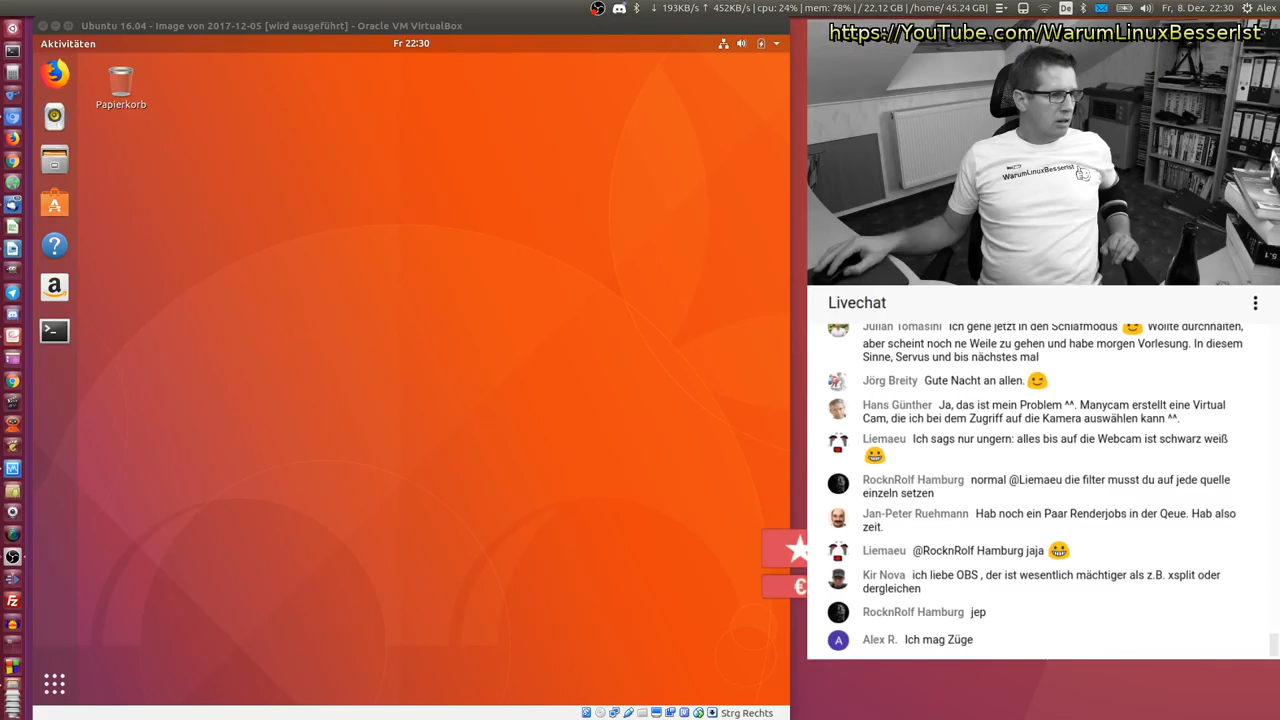 Ubuntu 16.04 - Image von 2017-12-05 [wird ausgeführt] - Oracle VM VirtualBox
↓ 193KB/s ↑ 452KB/s cpu: 24% | mem: 78% | / 22.12 GB | /home/ 45.24 GB
De
Fr, 8. Dez. 22:30
Alex
Aktivitäten
Fr 22:30
Papierkorb
https://YouTube.com/WarumLinuxBesserIst
WarumLinuxBesserIst
5.1
Livechat
Julian Tomasini Ich gehe jetzt in den Schlafmodus 😉 Wollte durchhalten,
aber scheint noch ne Weile zu gehen und habe morgen Vorlesung. In diesem
Sinne, Servus und bis nächstes mal
Jörg Breity Gute Nacht an allen. 😉
Hans Günther Ja, das ist mein Problem ^^. Manycam erstellt eine Virtual
Cam, die ich bei dem Zugriff auf die Kamera auswählen kann ^^.
Liemaeu Ich sags nur ungern: alles bis auf die Webcam ist schwarz weiß
😀
RocknRolf Hamburg normal @Liemaeu die filter musst du auf jede quelle
einzeln setzen
Jan-Peter Ruehmann Hab noch ein Paar Renderjobs in der Qeue. Hab also
zeit.
Liemaeu @RocknRolf Hamburg jaja 😀
Kir Nova ich liebe OBS , der ist wesentlich mächtiger als z.B. xsplit oder
dergleichen
RocknRolf Hamburg jep
A Alex R. Ich mag Züge
€
Strg Rechts